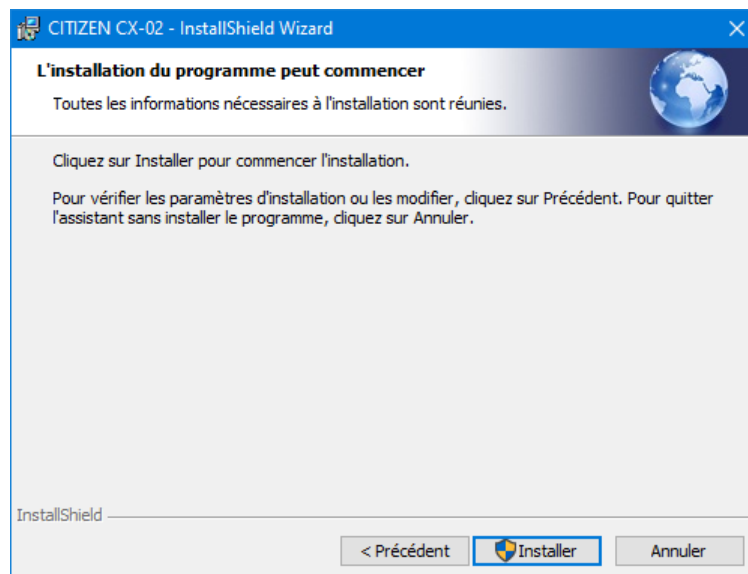 CITIZEN CX-02 - InstallShield Wizard
L'installation du programme peut commencer
Toutes les informations nécessaires à l'installation sont réunies.
Cliquez sur Installer pour commencer l'installation.
Pour vérifier les paramètres d'installation ou les modifier, cliquez sur Précédent. Pour quitter
l'assistant sans installer le programme, cliquez sur Annuler.
InstallShield
< Précédent Installer Annuler